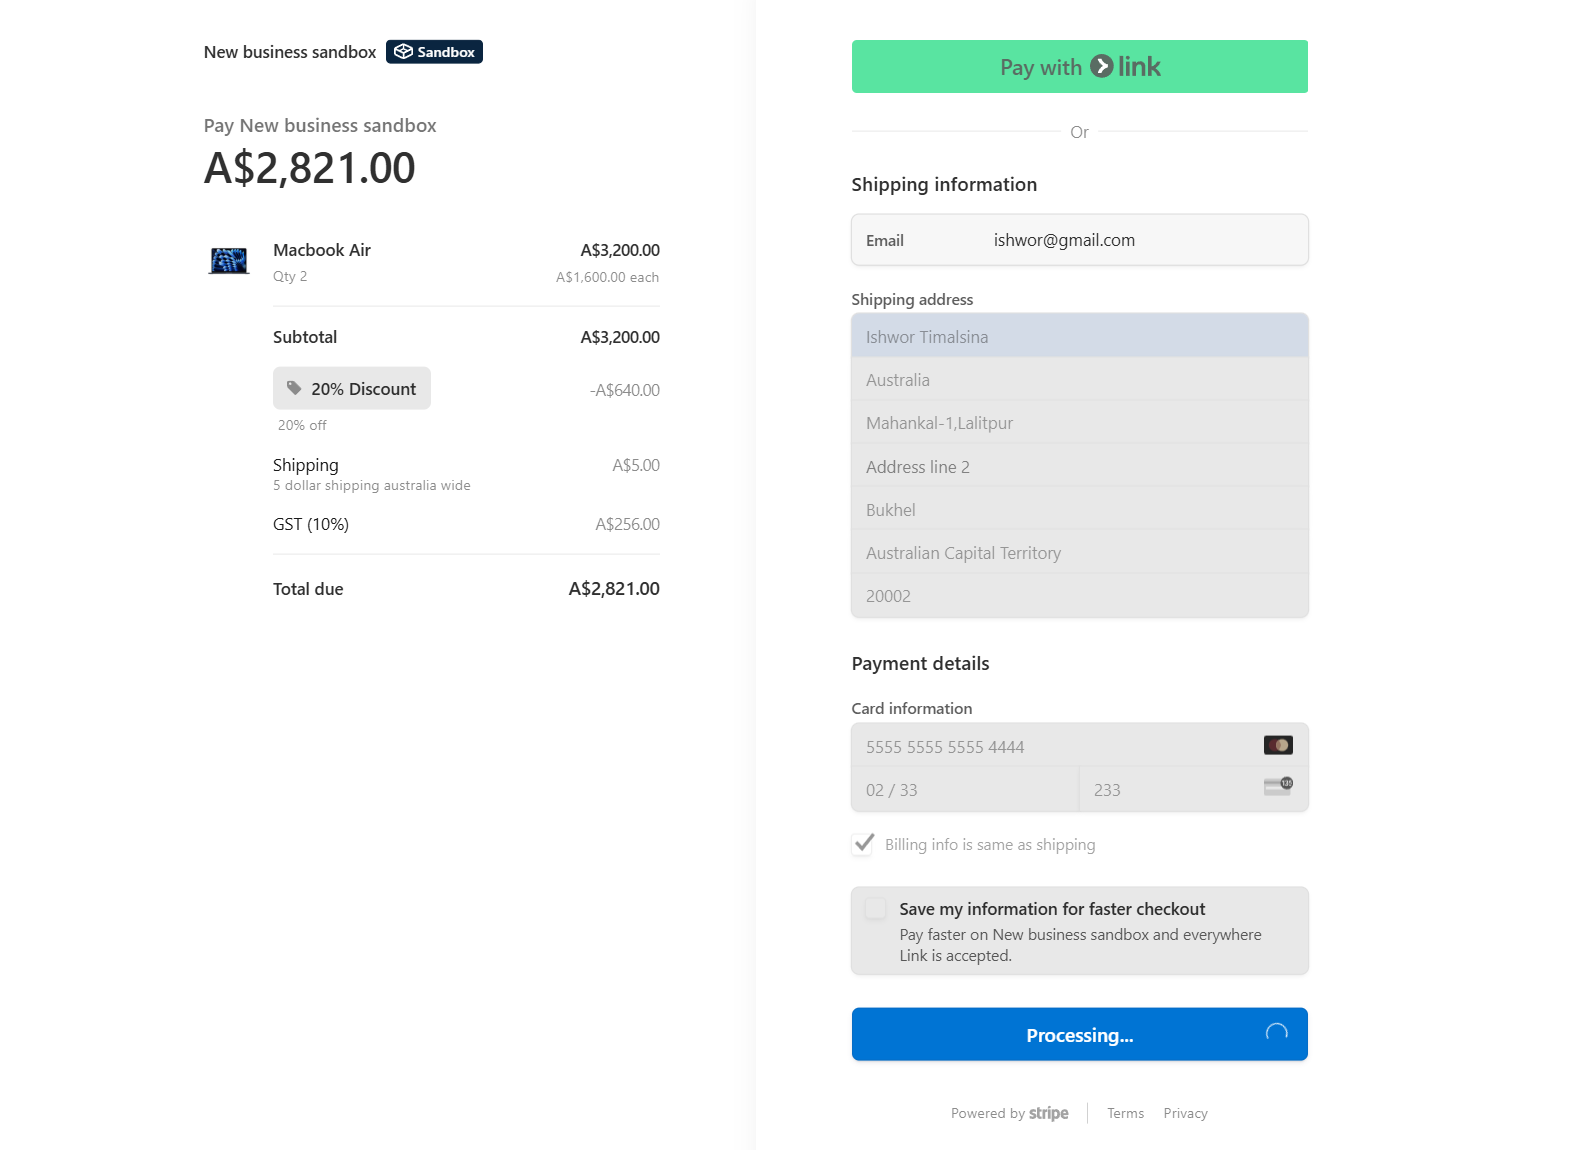 New business sandbox Sandbox
Pay New business sandbox
A$2,821.00
Macbook Air A$3,200.00
Qty 2 A$1,600.00 each
Subtotal A$3,200.00
20% Discount -A$640.00
20% off
Shipping A$5.00
5 dollar shipping australia wide
GST (10%) A$256.00
Total due A$2,821.00
Pay with link
Or
Shipping information
Email ishwor@gmail.com
Shipping address
Ishwor Timalsina
Australia
Mahankal-1,Lalitpur
Address line 2
Bukhel
Australian Capital Territory
20002
Payment details
Card information
5555 5555 5555 4444
02 / 33 233
Billing info is same as shipping
Save my information for faster checkout
Pay faster on New business sandbox and everywhere
Link is accepted.
Processing...
Powered by stripe Terms Privacy